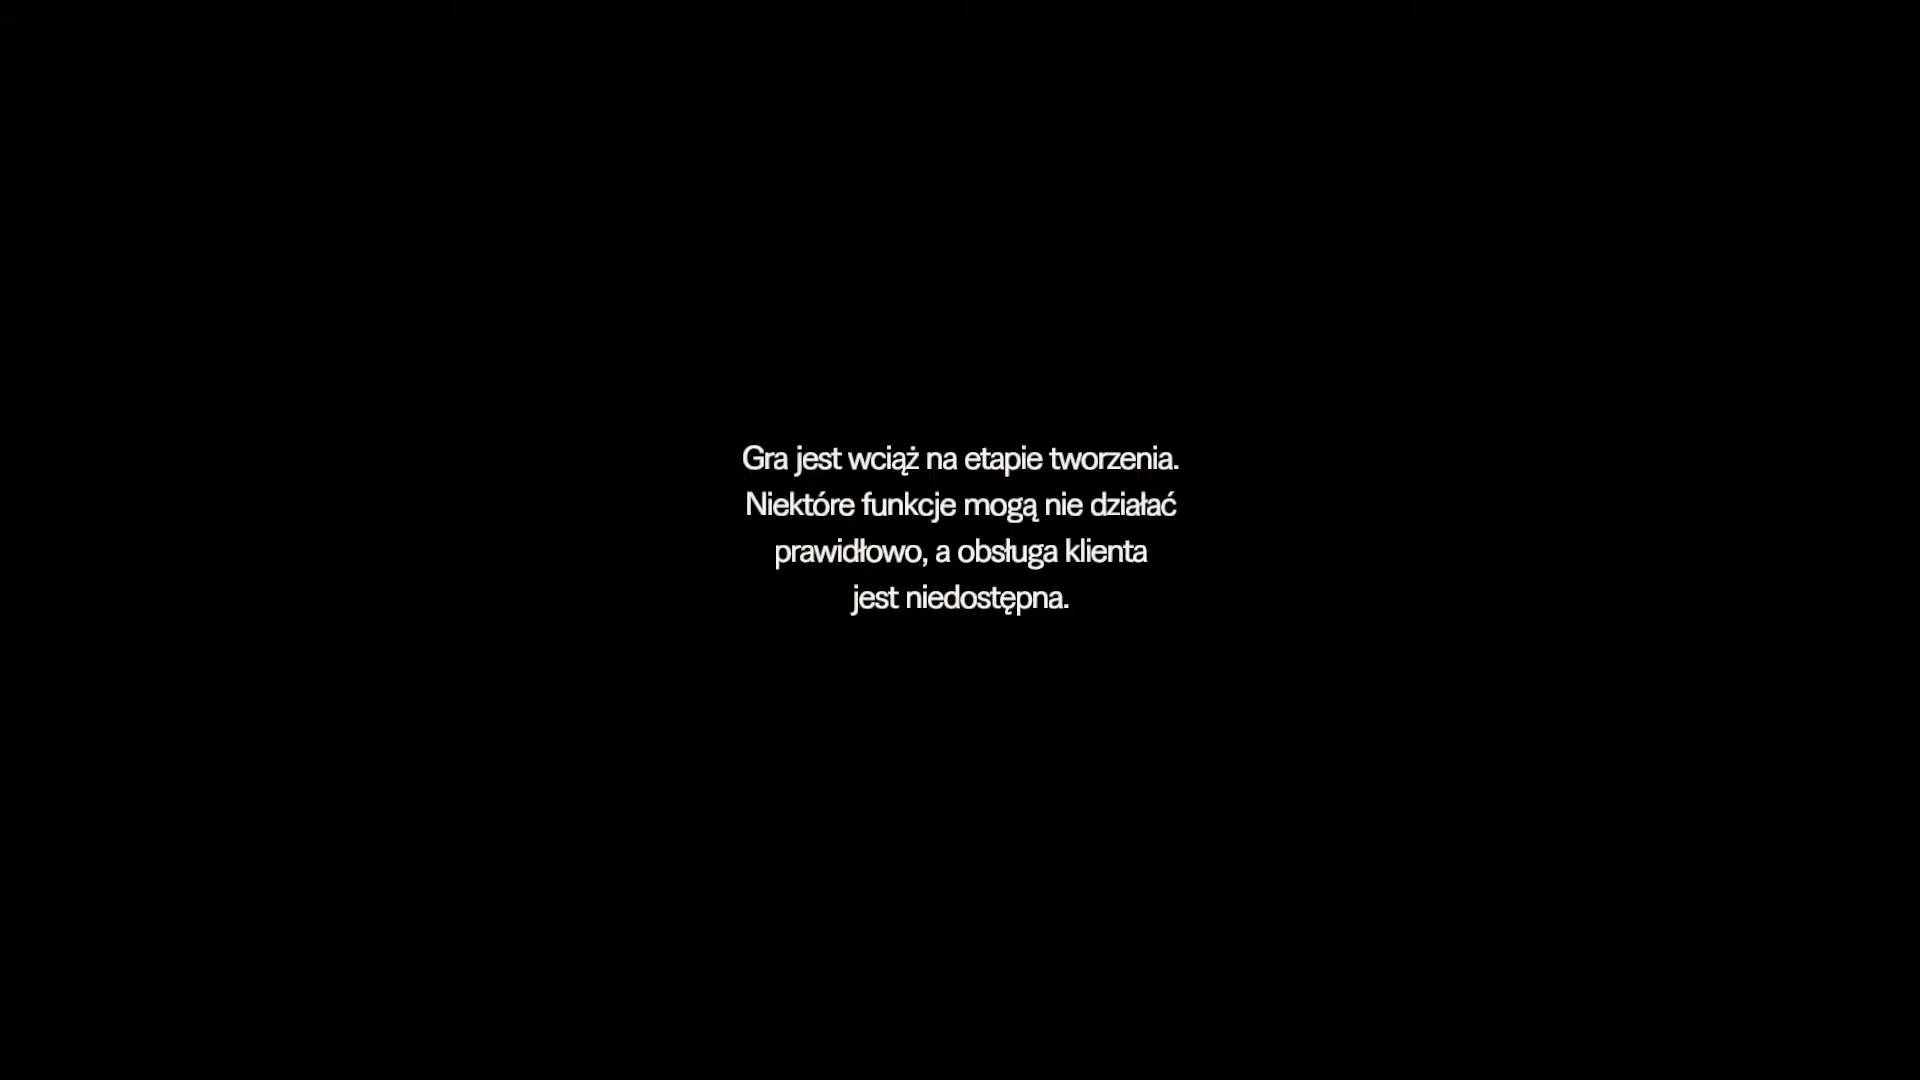 Gra jest wciąż na etapie tworzenia.
Niektóre funkcje mogą nie działać
prawidłowo, a obsługa klienta
jest niedostępna.